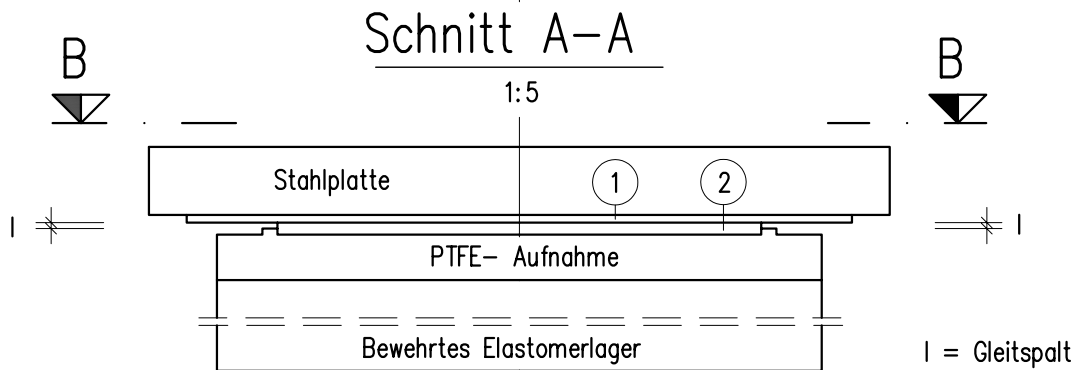 Schnitt A-A
B B
1:5
Stahlplatte 1 2
I I
PTFE- Aufnahme
Bewehrtes Elastomerlager
I = Gleitspalt